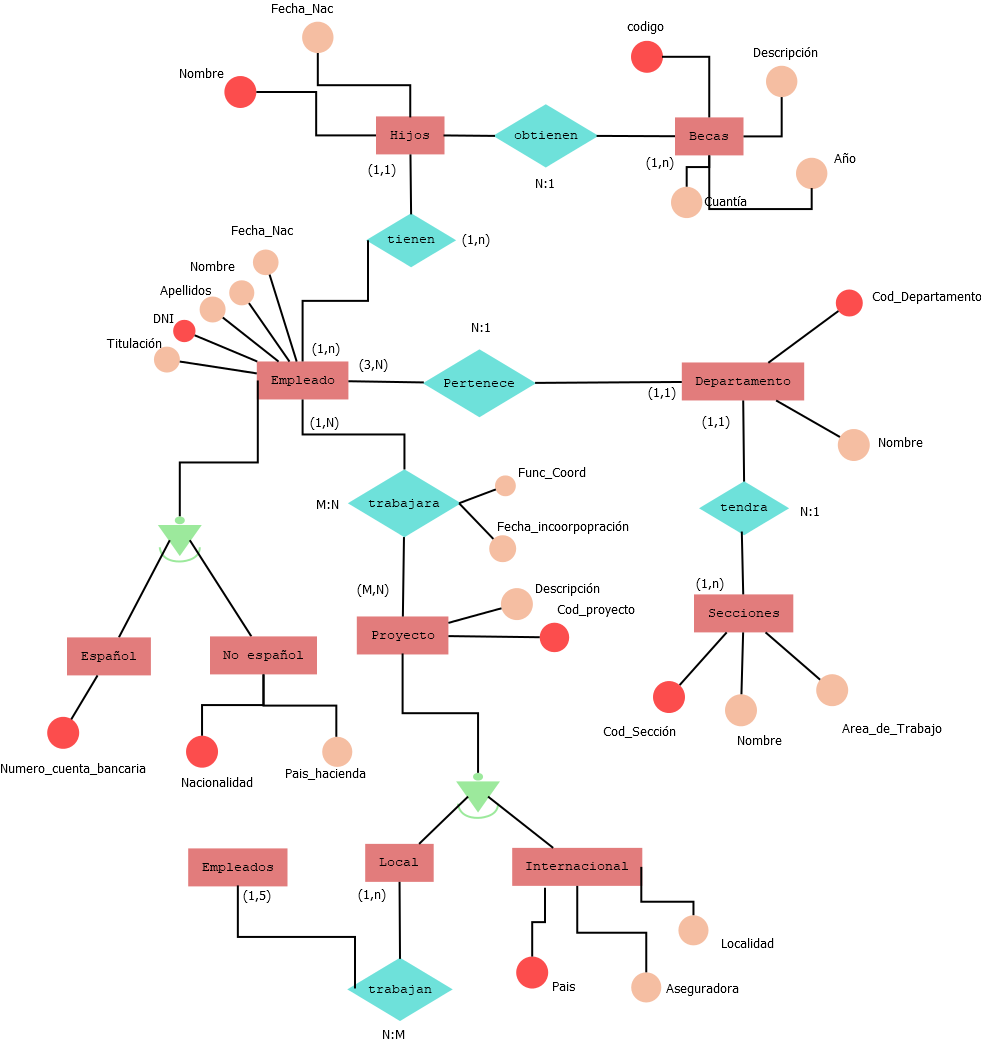 Fecha_Nac
codigo
Descripción
Nombre
Hijos
obtienen
Becas
(1,1)
(1,n)
Año
N:1
Cuantía
Fecha_Nac
tienen
(1,n)
Nombre
Apellidos
DNI
Titulación
Cod_Departamento
N:1
(1,n)
Empleado
(3,N)
Pertenece
(1,1)
Departamento
(1,N)
(1,1)
Nombre
Func_Coord
M:N
trabajara
tendra
N:1
Fecha_incoorpopración
(M,N)
Descripción
(1,n)
Cod_proyecto
Proyecto
Secciones
Español
No español
Cod_Sección
Nombre
Area_de_Trabajo
Numero_cuenta_bancaria
Nacionalidad
Pais_hacienda
Empleados
Local
Internacional
(1,5)
(1,n)
Localidad
trabajan
Pais
Aseguradora
N:M